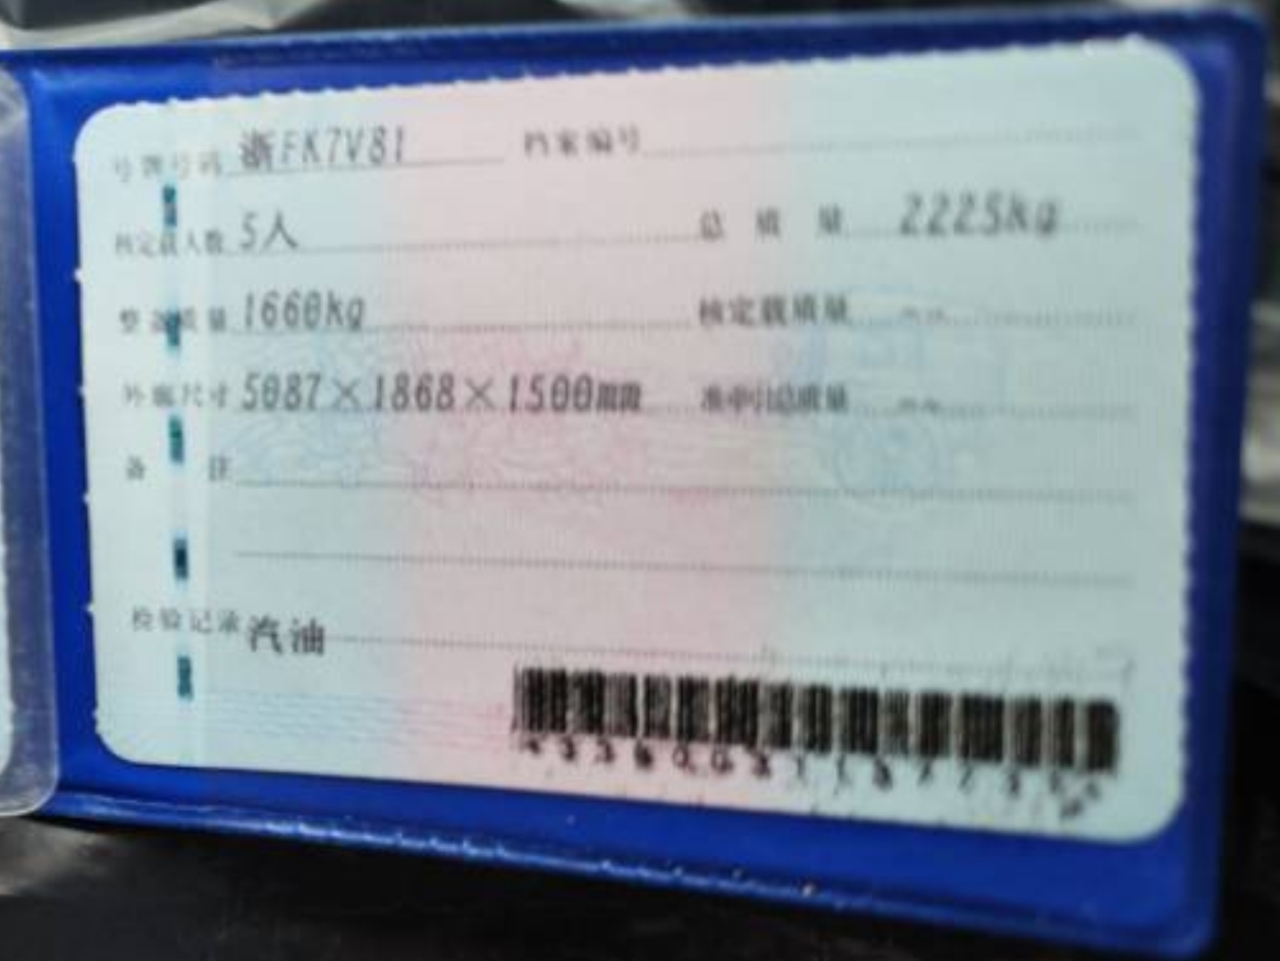 号牌号码 浙FK7V81 档案编号
核定载人数 5人 总质量 2225kg
整备质量 1660kg 核定载质量 --
外廓尺寸 5087×1868×1500mm 准牵引总质量 --
备注
检验记录 汽油